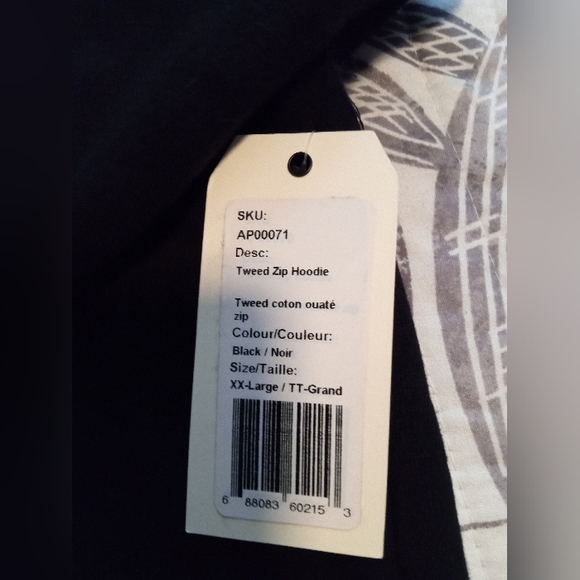 SKU:
AP00071
Desc:
Tweed Zip Hoodie
Tweed coton ouaté
zip
Colour/Couleur:
Black / Noir
Size/Taille:
XX-Large / TT-Grand
6 88083 60215 3